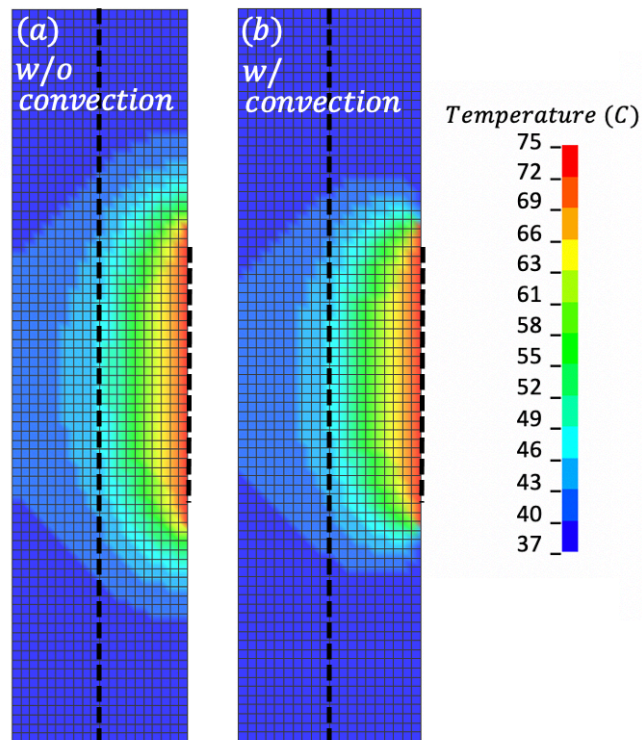 (a)
w/o
convection
(b)
w/
convection
Temperature (C)
75
72
69
66
63
61
58
55
52
49
46
43
40
37